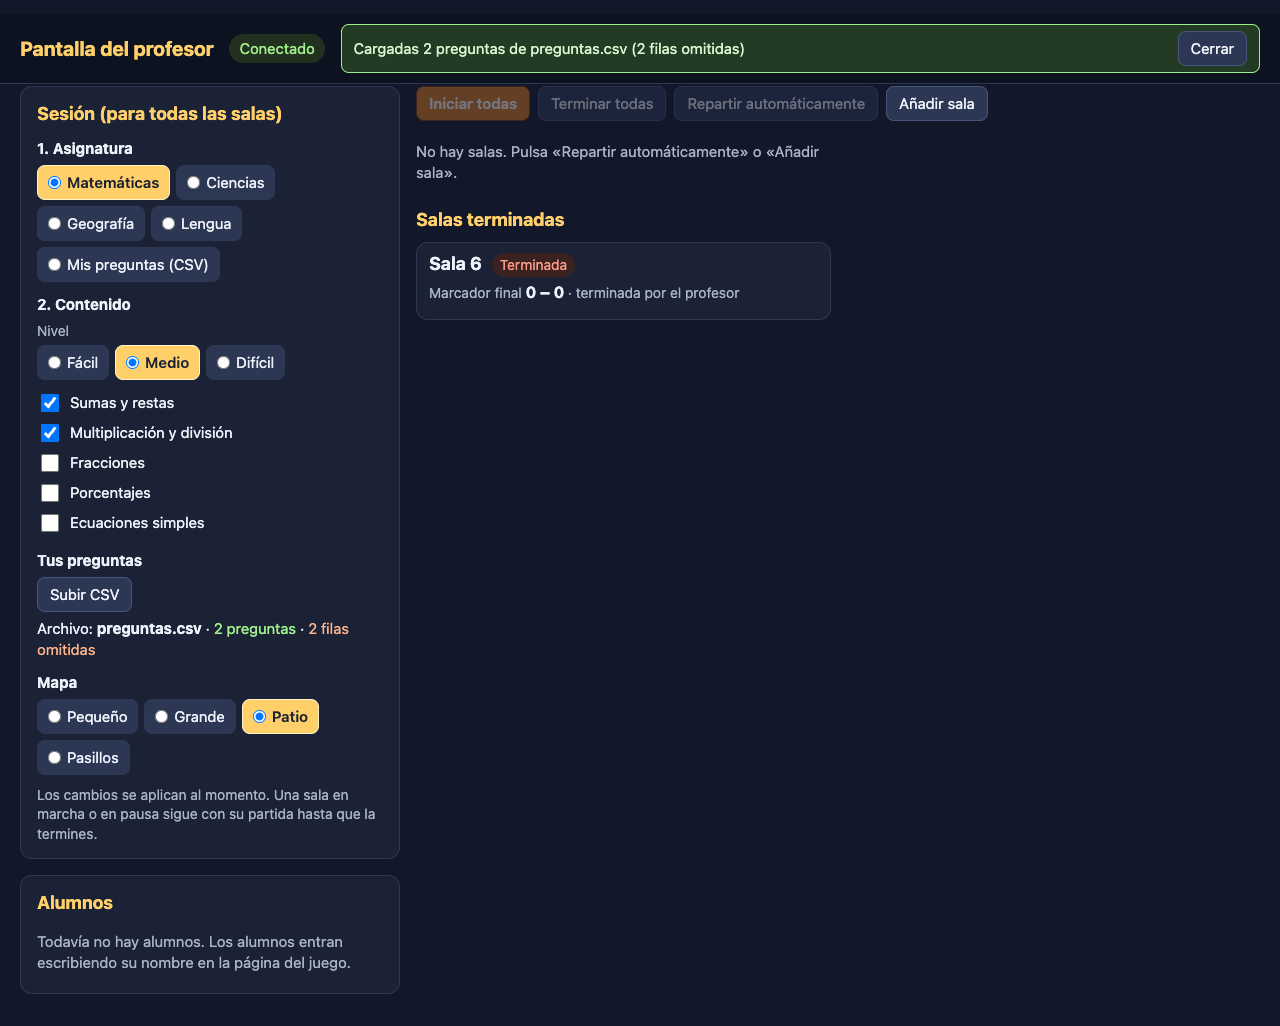 Pantalla del profesor
Conectado
Cargadas 2 preguntas de preguntas.csv (2 filas omitidas)
Cerrar
Sesión (para todas las salas)
1. Asignatura
Matemáticas
Ciencias
Geografía
Lengua
Mis preguntas (CSV)
2. Contenido
Nivel
Fácil
Medio
Difícil
Sumas y restas
Multiplicación y división
Fracciones
Porcentajes
Ecuaciones simples
Tus preguntas
Subir CSV
Archivo: preguntas.csv · 2 preguntas · 2 filas
omitidas
Mapa
Pequeño
Grande
Patio
Pasillos
Los cambios se aplican al momento. Una sala en
marcha o en pausa sigue con su partida hasta que la
termines.
Alumnos
Todavía no hay alumnos. Los alumnos entran
escribiendo su nombre en la página del juego.
Iniciar todas
Terminar todas
Repartir automáticamente
Añadir sala
No hay salas. Pulsa «Repartir automáticamente» o «Añadir
sala».
Salas terminadas
Sala 6
Terminada
Marcador final 0 – 0 · terminada por el profesor